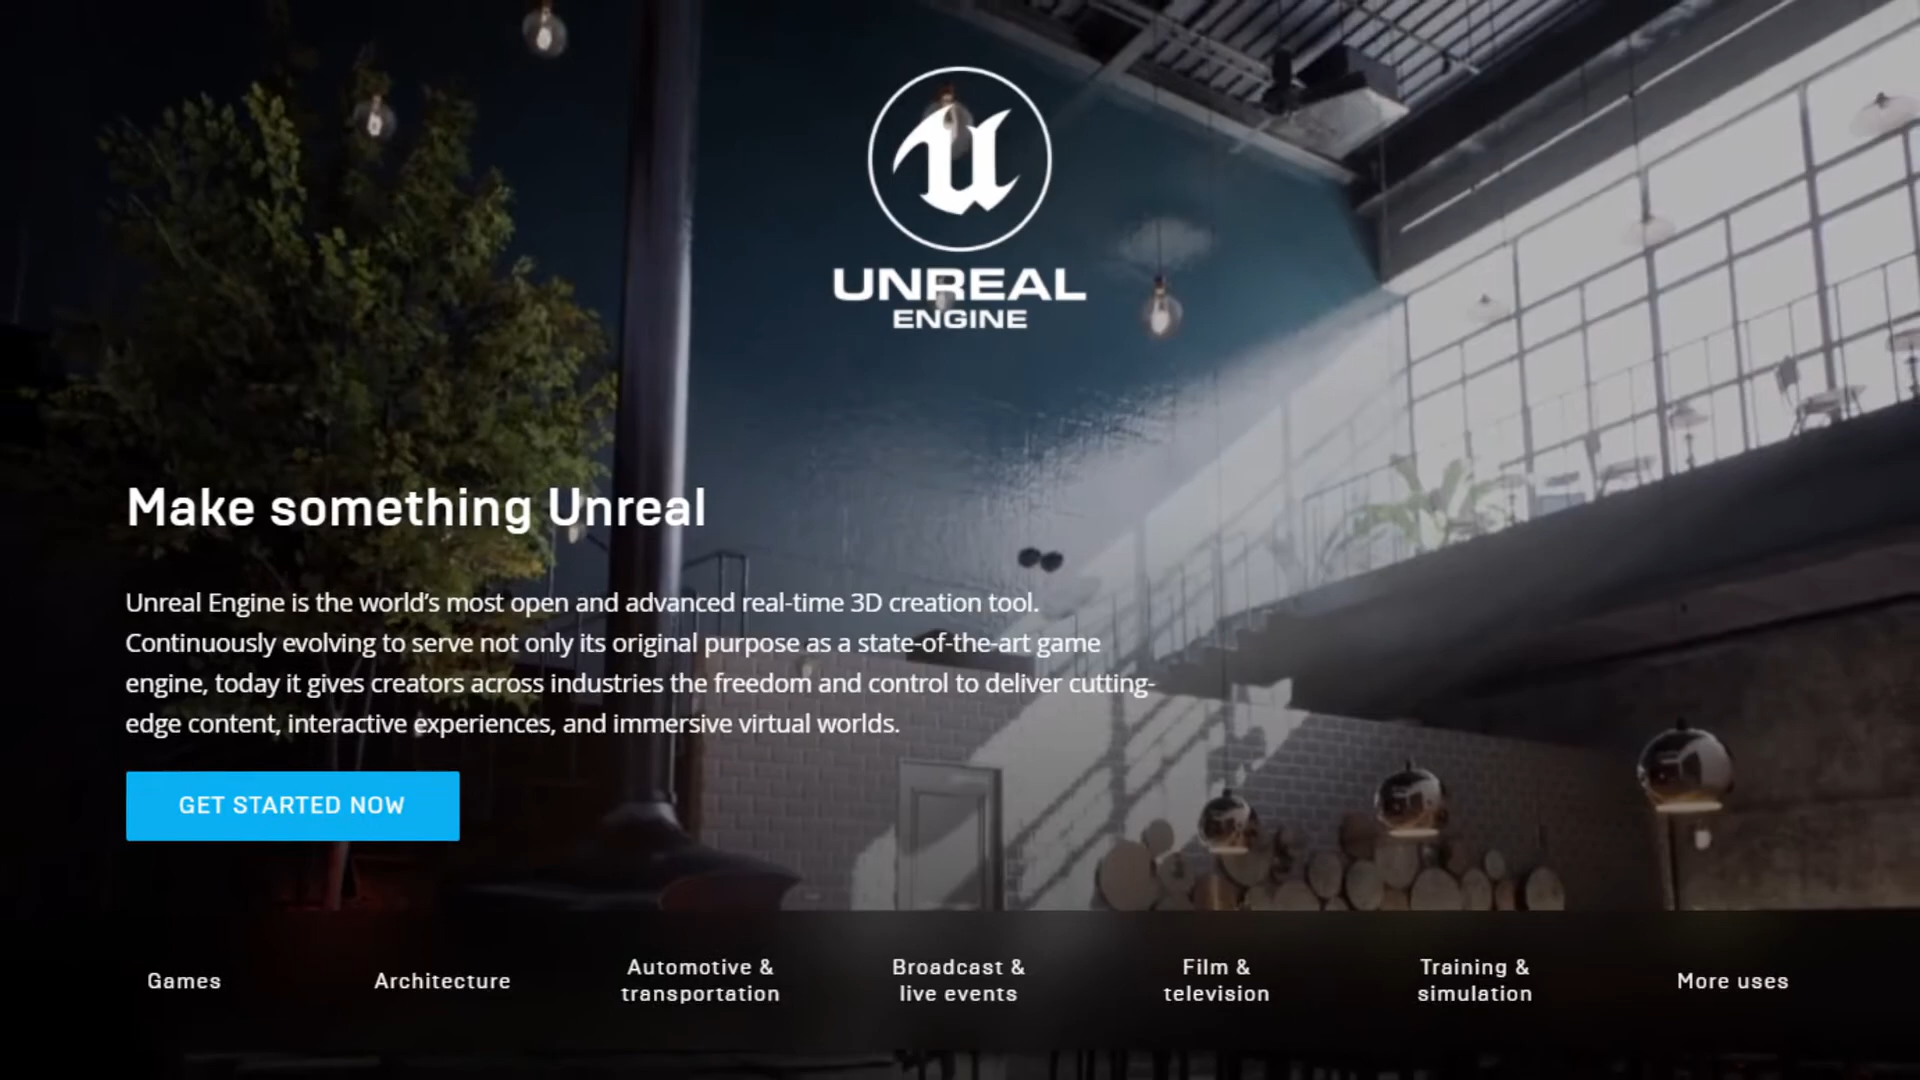 UNREAL
ENGINE
Make something Unreal
Unreal Engine is the world’s most open and advanced real-time 3D creation tool.
Continuously evolving to serve not only its original purpose as a state-of-the-art game
engine, today it gives creators across industries the freedom and control to deliver cutting-
edge content, interactive experiences, and immersive virtual worlds.
GET STARTED NOW
Games
Architecture
Automotive &
transportation
Broadcast &
live events
Film &
television
Training &
simulation
More uses